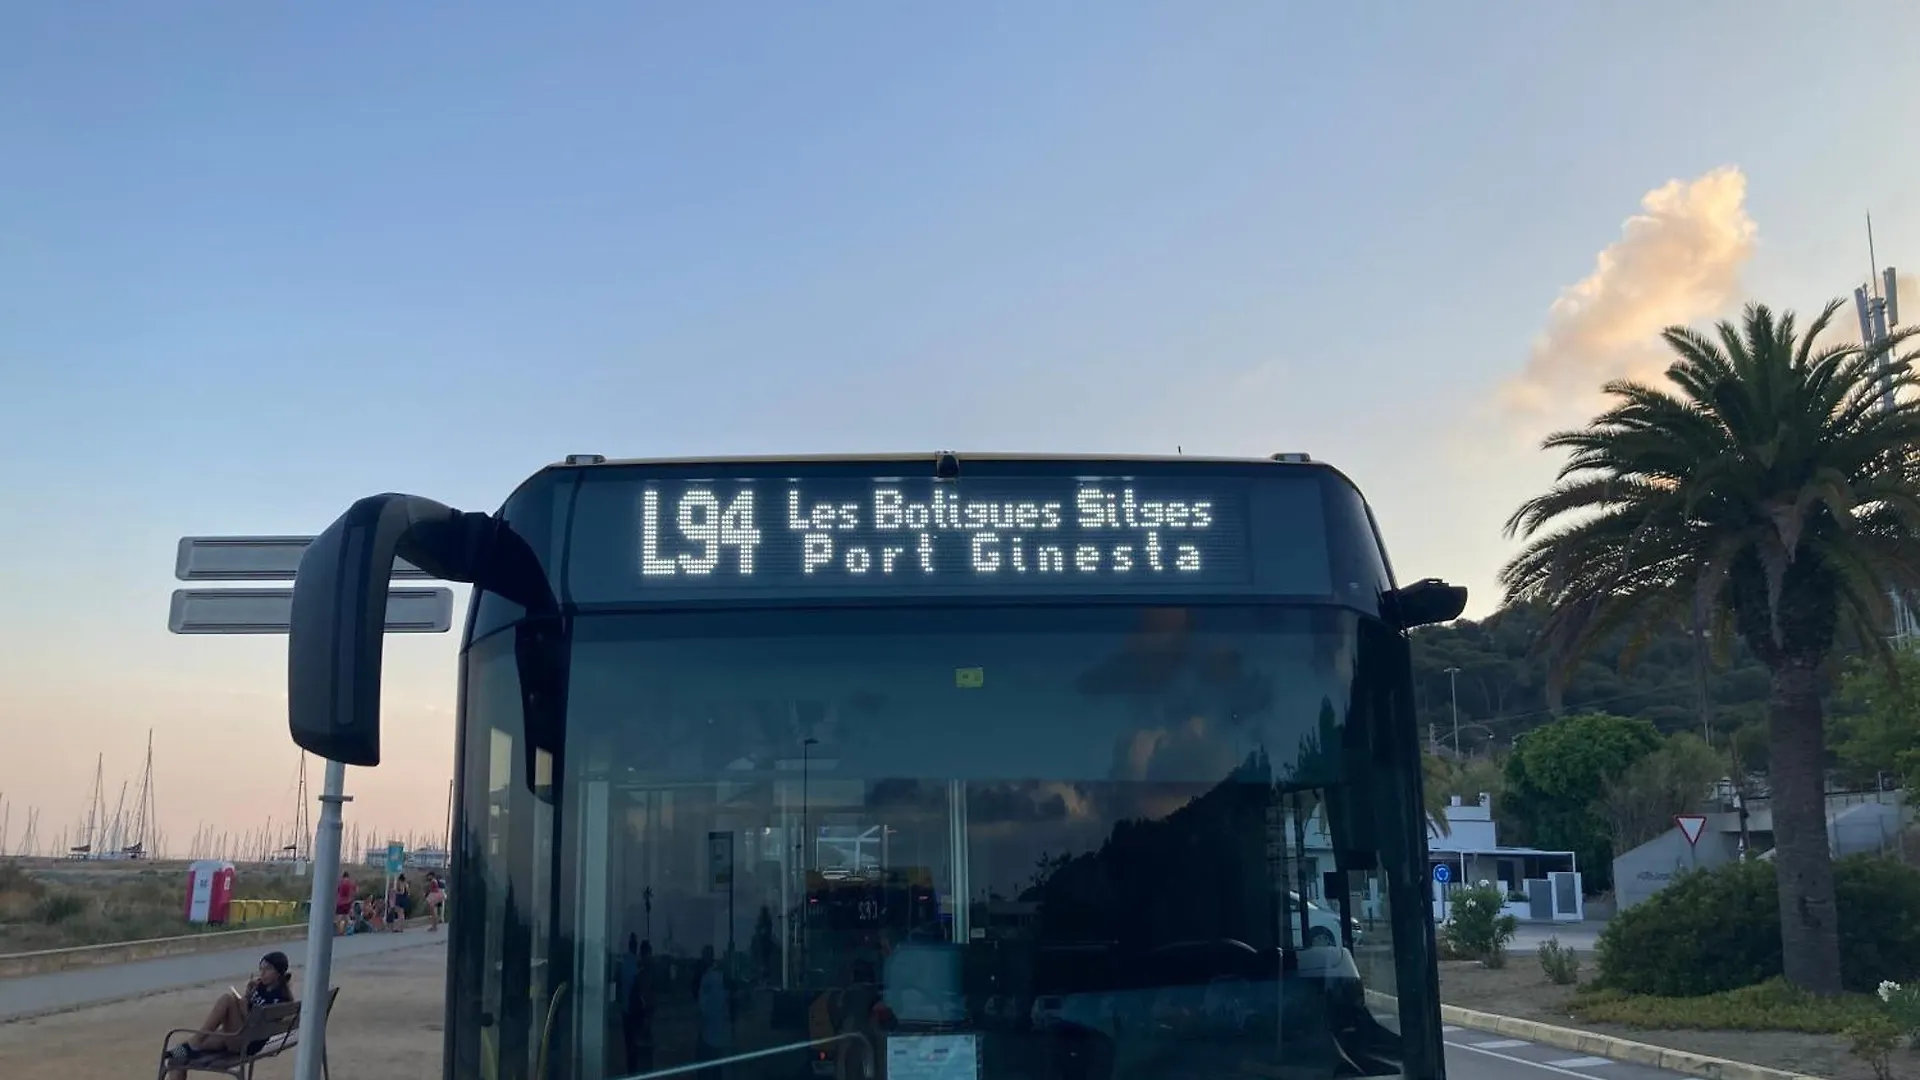 L94 Les Botigues Sitges
Port Ginesta